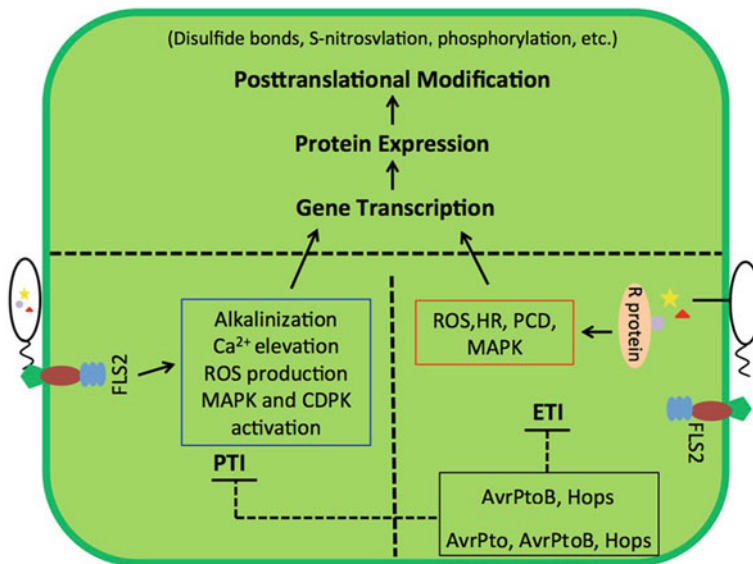 (Disulfide bonds, S-nitrosvlation, phosphorylation, etc.)
Posttranslational Modification
Protein Expression
Gene Transcription
Alkalinization
Ca²⁺ elevation
ROS production
MAPK and CDPK
activation
FLS2
PTI
ROS,HR, PCD,
MAPK
R protein
FLS2
ETI
AvrPtoB, Hops
AvrPto, AvrPtoB, Hops